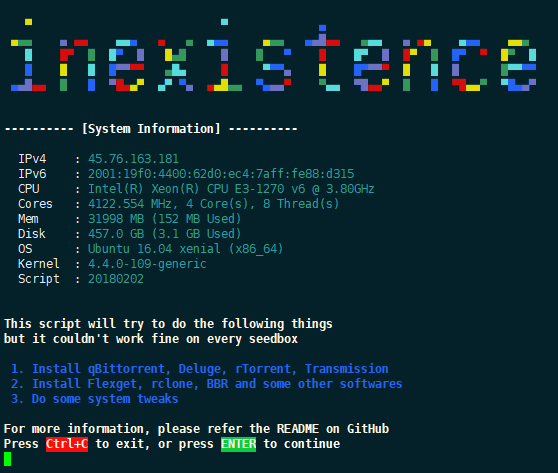 inexistence
---------- [System Information] ----------
IPv4 : 45.76.163.181
IPv6 : 2001:19f0:4400:62d0:ec4:7aff:fe88:d315
CPU : Intel(R) Xeon(R) CPU E3-1270 v6 @ 3.80GHz
Cores : 4122.554 MHz, 4 Core(s), 8 Thread(s)
Mem : 31998 MB (152 MB Used)
Disk : 457.0 GB (3.1 GB Used)
OS : Ubuntu 16.04 xenial (x86_64)
Kernel : 4.4.0-109-generic
Script : 20180202
This script will try to do the following things
but it couldn't work fine on every seedbox
1. Install qBittorrent, Deluge, rTorrent, Transmission
2. Install Flexget, rclone, BBR and some other softwares
3. Do some system tweaks
For more information, please refer the README on GitHub
Press Ctrl+C to exit, or press ENTER to continue